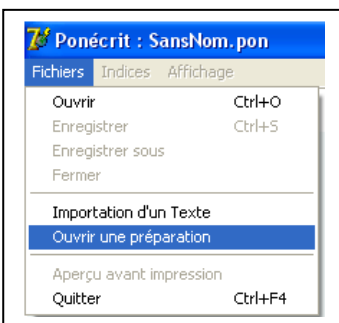 Ponécrit : SansNom.pon
Fichiers Indices Affichage
Ouvrir Ctrl+O
Enregistrer Ctrl+S
Enregistrer sous
Fermer
Importation d'un Texte
Ouvrir une préparation
Aperçu avant impression
Quitter Ctrl+F4